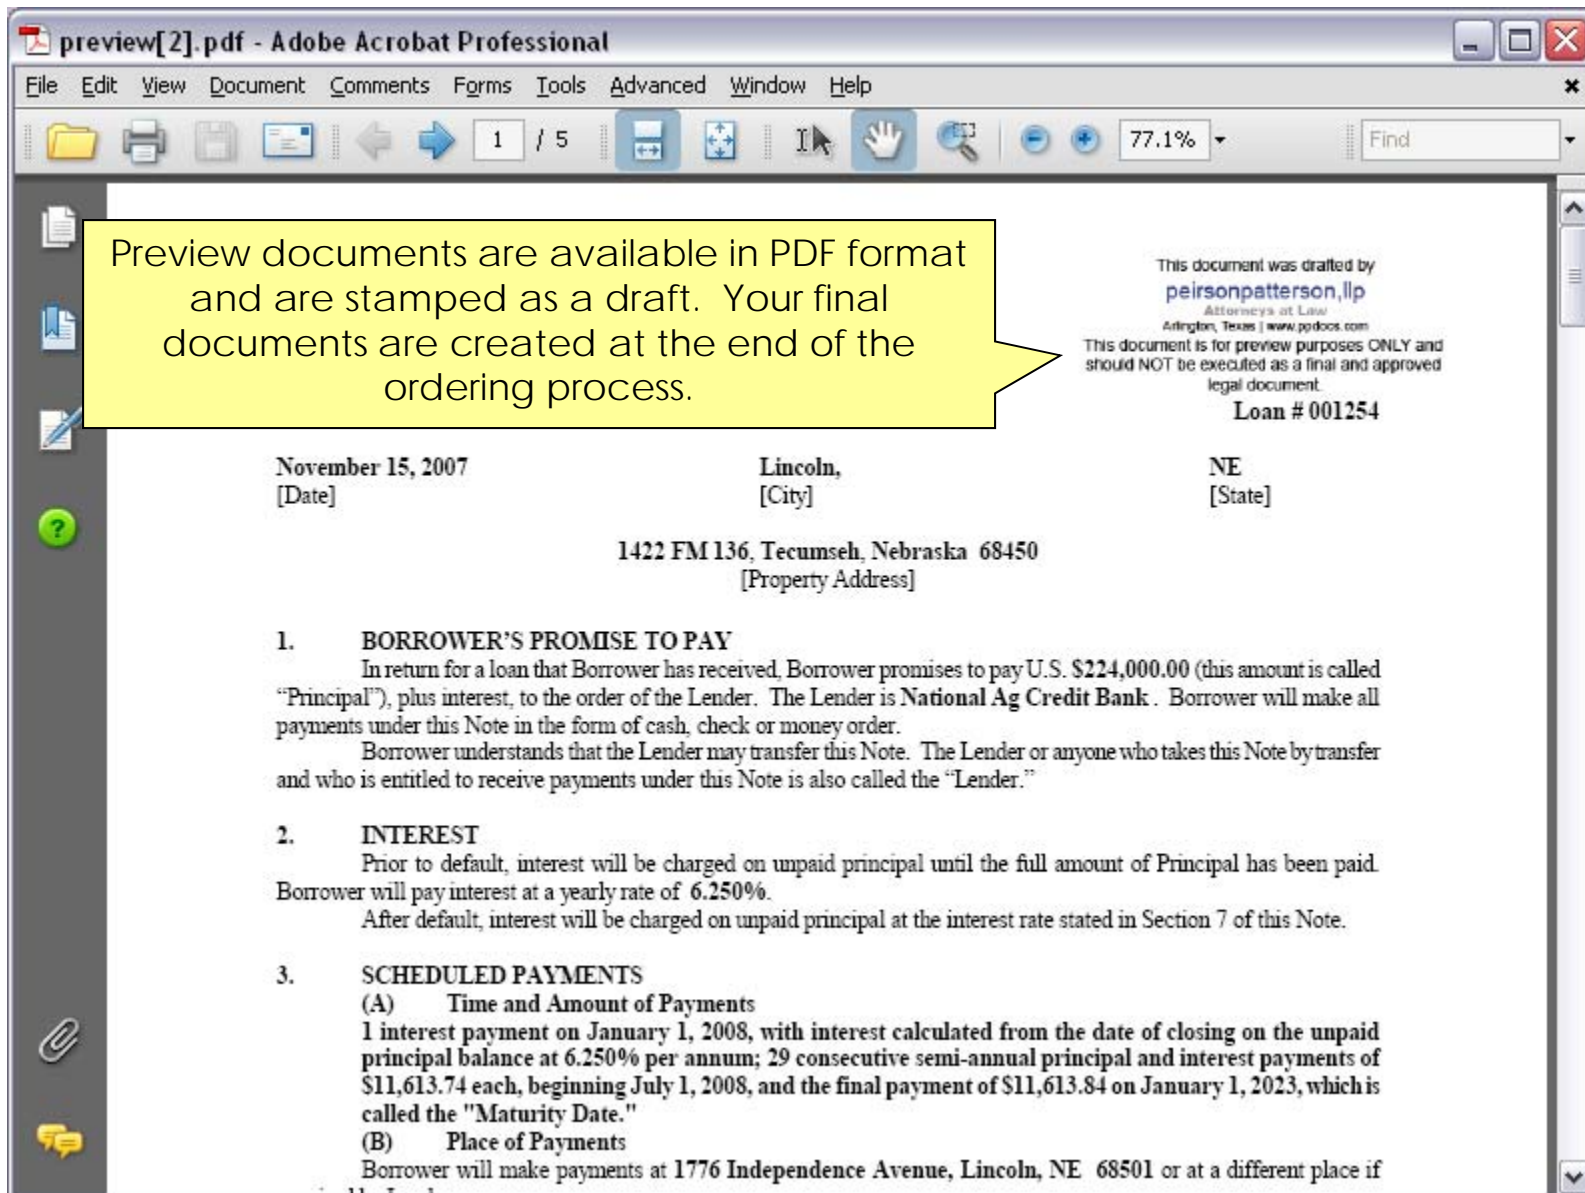 preview[2].pdf - Adobe Acrobat Professional
File Edit View Document Comments Forms Tools Advanced Window Help
1 / 5 77.1% Find
Preview documents are available in PDF format
and are stamped as a draft. Your final
documents are created at the end of the
ordering process.
This document was drafted by
peirsonpatterson,llp
Attorneys at Law
Arlington, Texas | www.ppdocs.com
This document is for preview purposes ONLY and
should NOT be executed as a final and approved
legal document.
Loan # 001254
November 15, 2007 Lincoln, NE
[Date] [City] [State]
1422 FM 136, Tecumseh, Nebraska 68450
[Property Address]
1. BORROWER'S PROMISE TO PAY
In return for a loan that Borrower has received, Borrower promises to pay U.S. $224,000.00 (this amount is called
“Principal”), plus interest, to the order of the Lender. The Lender is National Ag Credit Bank . Borrower will make all
payments under this Note in the form of cash, check or money order.
Borrower understands that the Lender may transfer this Note. The Lender or anyone who takes this Note by transfer
and who is entitled to receive payments under this Note is also called the “Lender.”
2. INTEREST
Prior to default, interest will be charged on unpaid principal until the full amount of Principal has been paid.
Borrower will pay interest at a yearly rate of 6.250%.
After default, interest will be charged on unpaid principal at the interest rate stated in Section 7 of this Note.
3. SCHEDULED PAYMENTS
(A) Time and Amount of Payments
1 interest payment on January 1, 2008, with interest calculated from the date of closing on the unpaid
principal balance at 6.250% per annum; 29 consecutive semi-annual principal and interest payments of
$11,613.74 each, beginning July 1, 2008, and the final payment of $11,613.84 on January 1, 2023, which is
called the "Maturity Date."
(B) Place of Payments
Borrower will make payments at 1776 Independence Avenue, Lincoln, NE 68501 or at a different place if